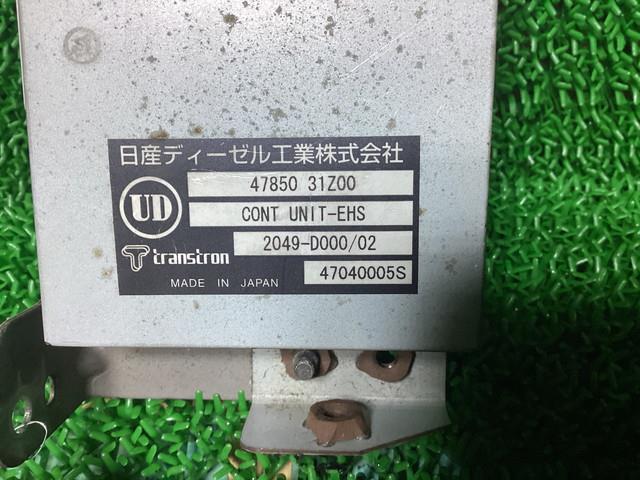 日産ディーゼル工業株式会社
UD
47850 31Z00
CONT UNIT-EHS
2049-D000/02
transtron
47040005S
MADE IN JAPAN